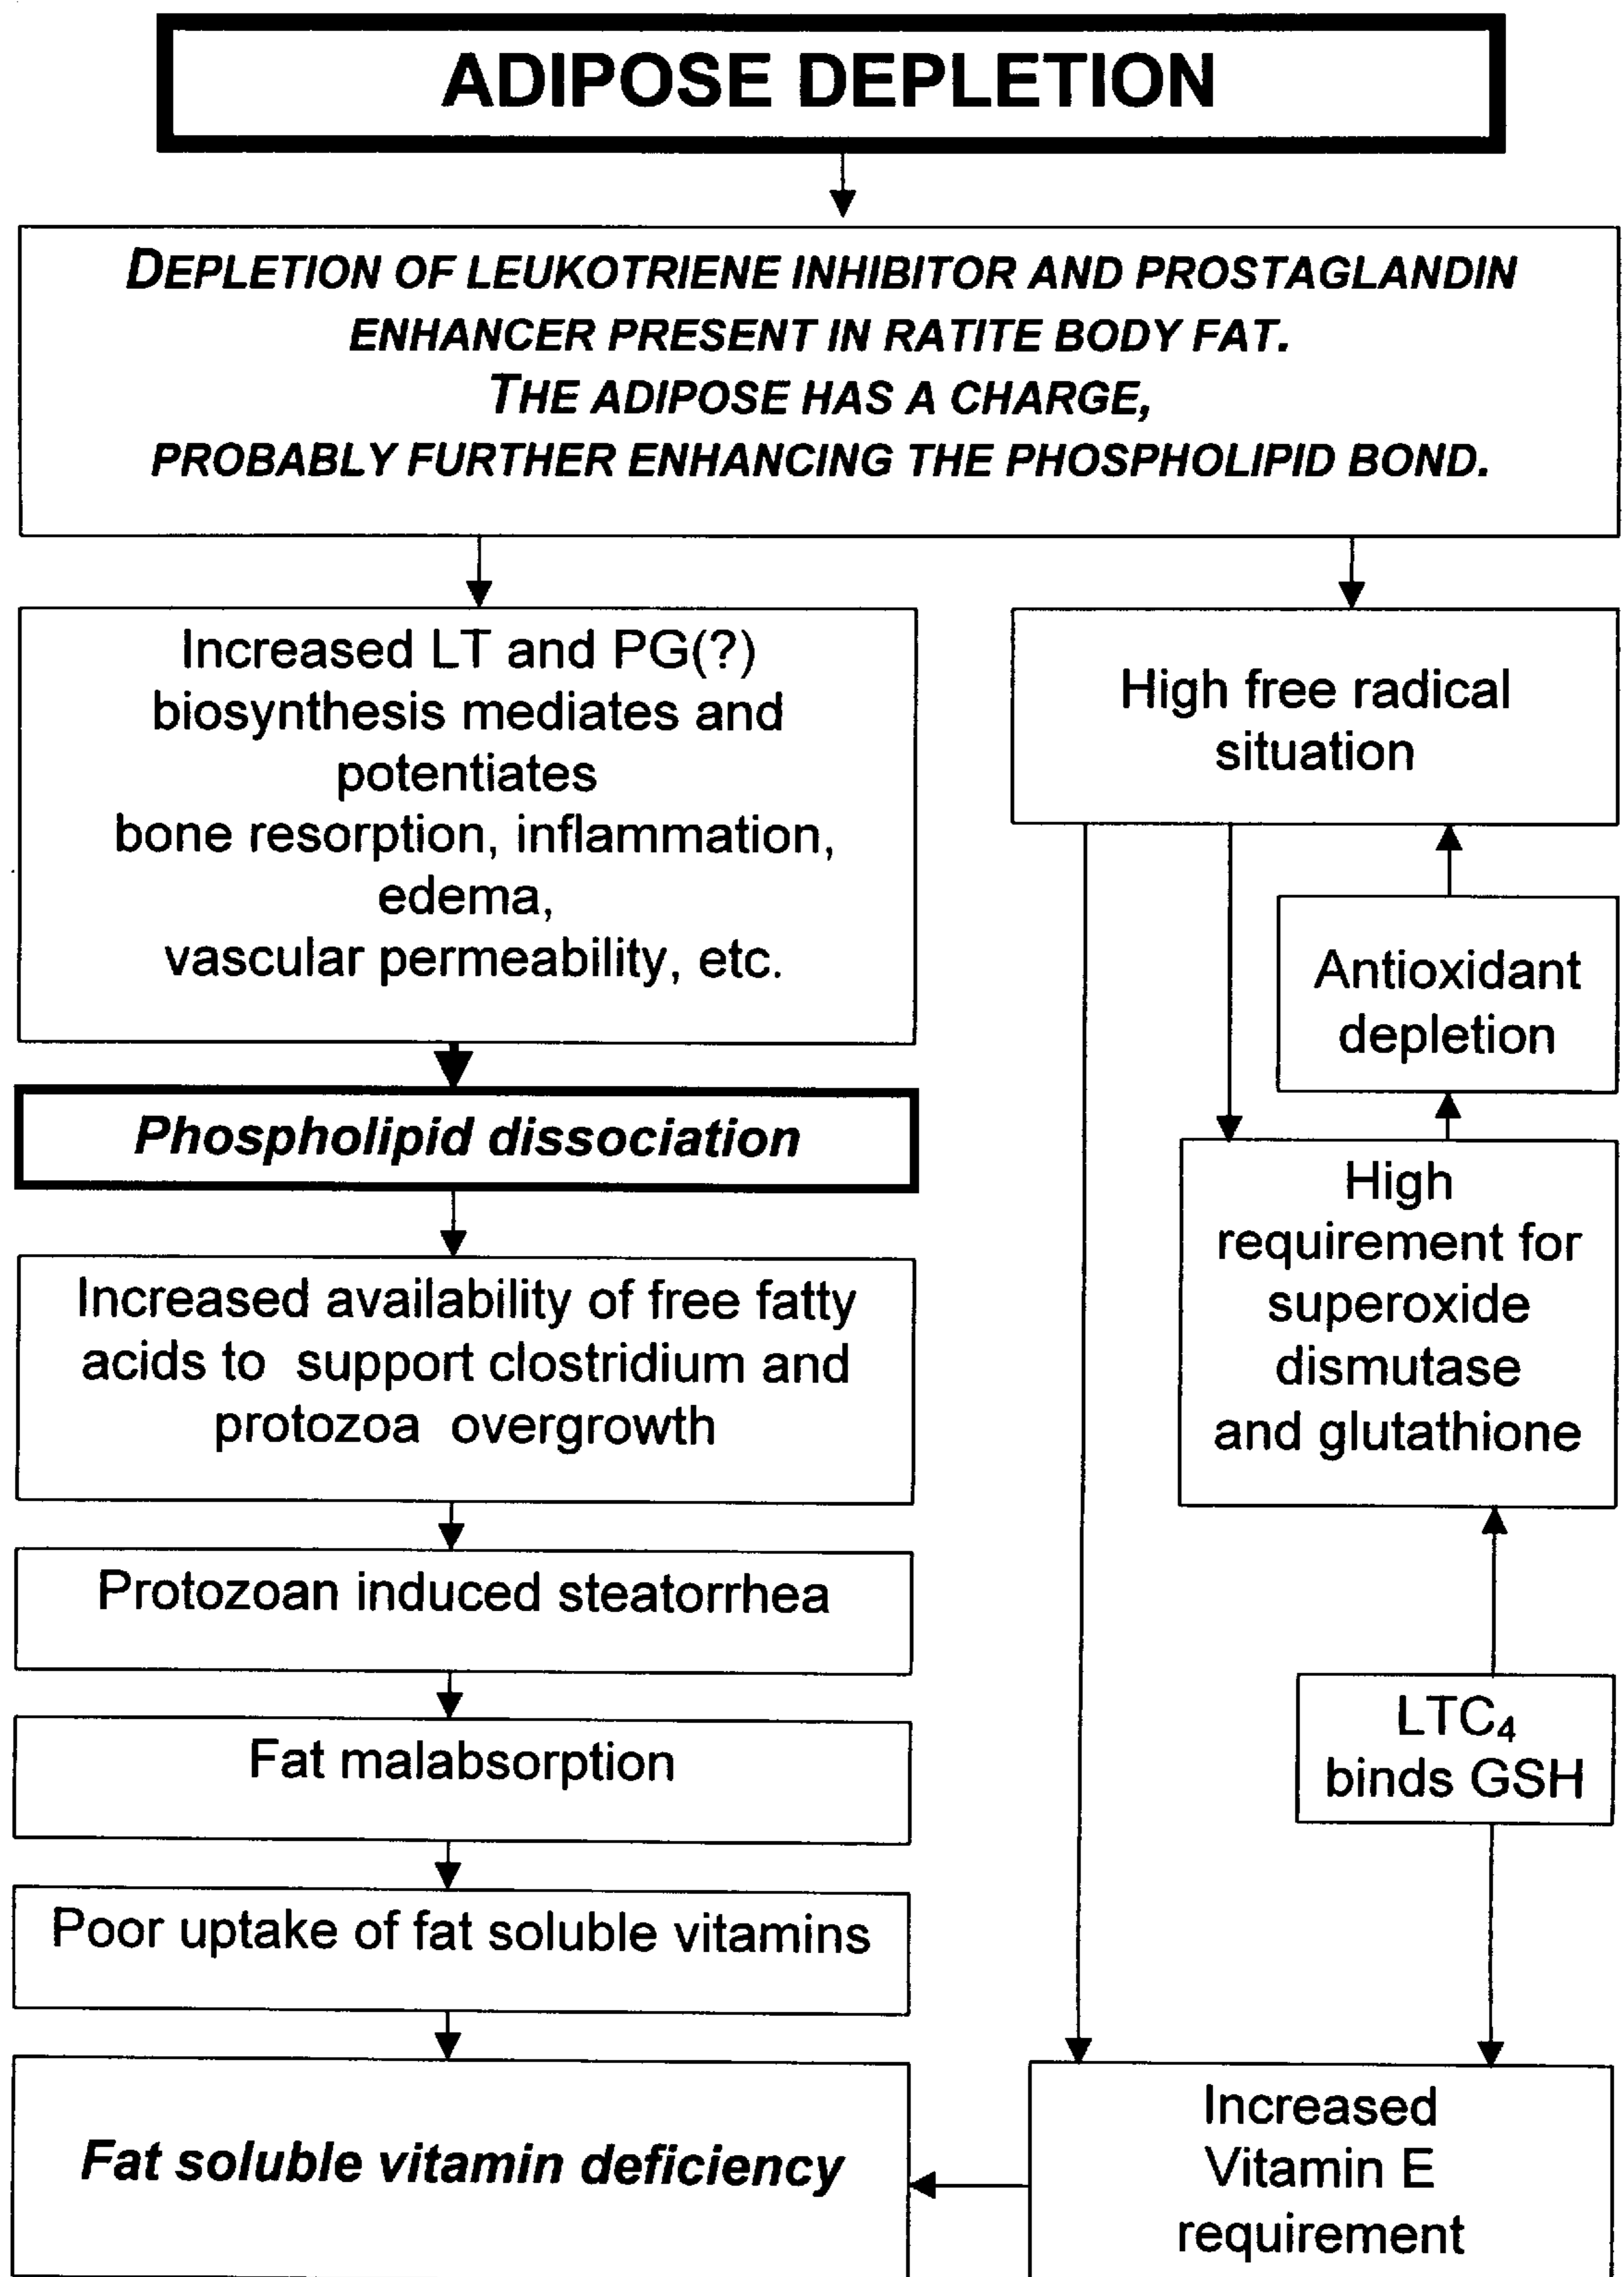 ADIPOSE DEPLETION
DEPLETION OF LEUKOTRIENE INHIBITOR AND PROSTAGLANDIN
ENHANCER PRESENT IN RATITE BODY FAT.
THE ADIPOSE HAS A CHARGE,
PROBABLY FURTHER ENHANCING THE PHOSPHOLIPID BOND.
Increased LT and PG(?)
biosynthesis mediates and
potentiates
bone resorption, inflammation,
edema,
vascular permeability, etc.
High free radical
situation
Antioxidant
depletion
Phospholipid dissociation
High
requirement for
superoxide
dismutase
and glutathione
Increased availability of free fatty
acids to support clostridium and
protozoa overgrowth
Protozoan induced steatorrhea
Fat malabsorption
LTC₄
binds GSH
Poor uptake of fat soluble vitamins
Fat soluble vitamin deficiency
Increased
Vitamin E
requirement